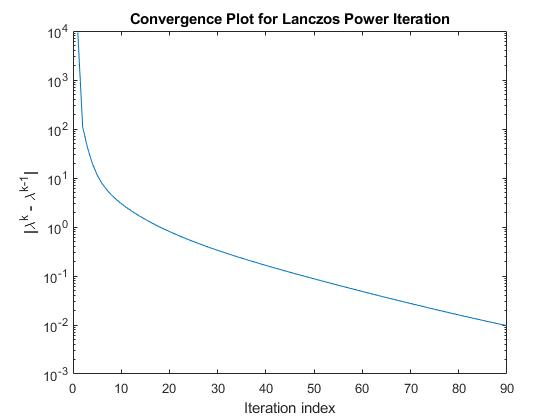 Convergence Plot for Lanczos Power Iteration
10^4
10^3
10^2
10^1
10^0
10^-1
10^-2
10^-3
|λ^k - λ^k-1|
0 10 20 30 40 50 60 70 80 90
Iteration index